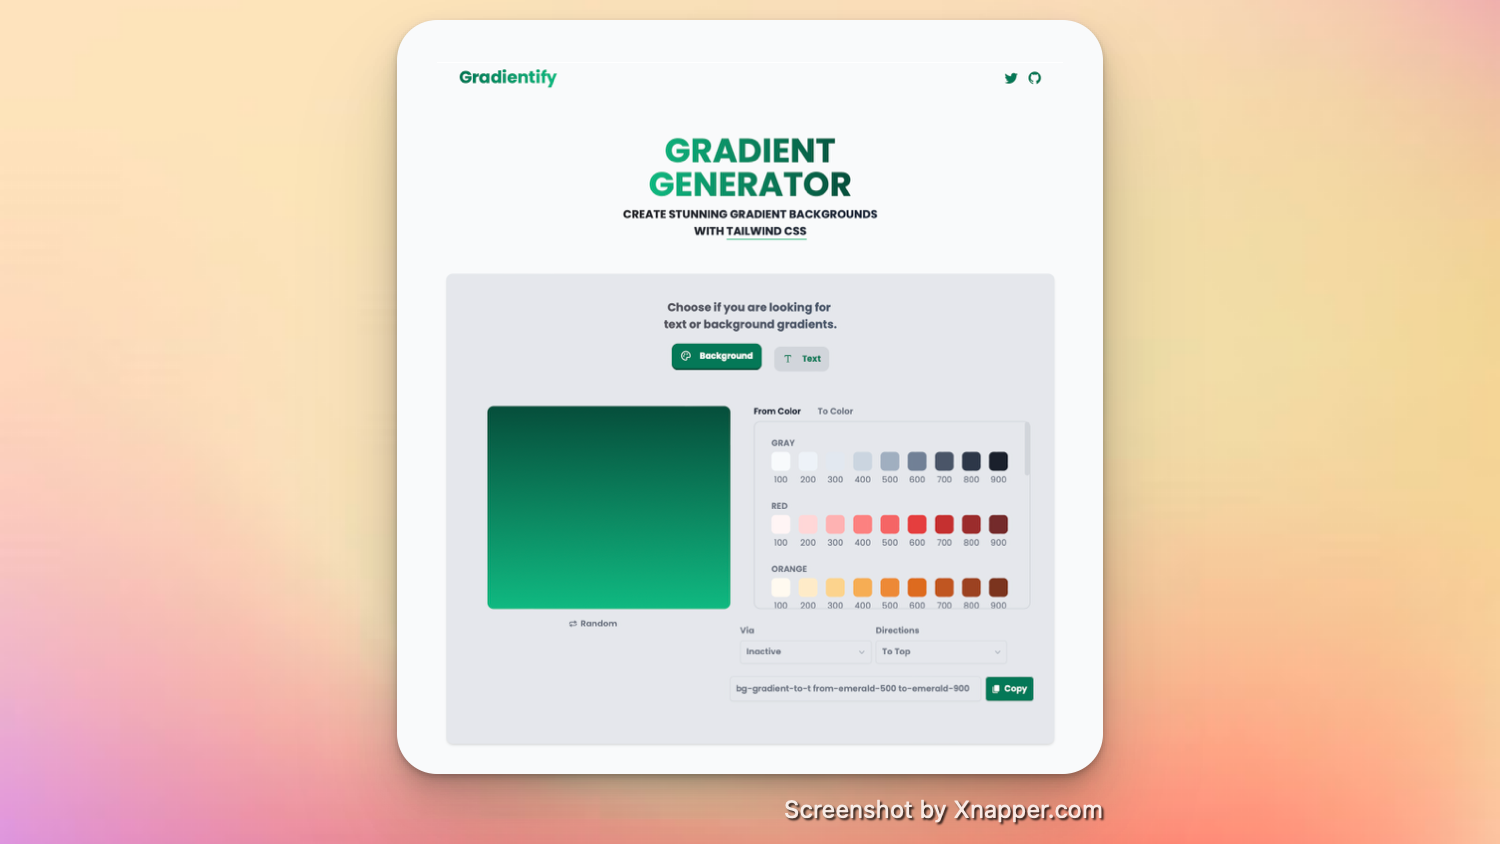 Gradientify
GRADIENT
GENERATOR
CREATE STUNNING GRADIENT BACKGROUNDS
WITH TAILWIND CSS
Choose if you are looking for
text or background gradients.
Background
Text
From Color To Color
GRAY
100 200 300 400 500 600 700 800 900
RED
100 200 300 400 500 600 700 800 900
ORANGE
100 200 300 400 500 600 700 800 900
Random
Via Directions
Inactive To Top
bg-gradient-to-t from-emerald-500 to-emerald-900
Copy
Screenshot by Xnapper.com